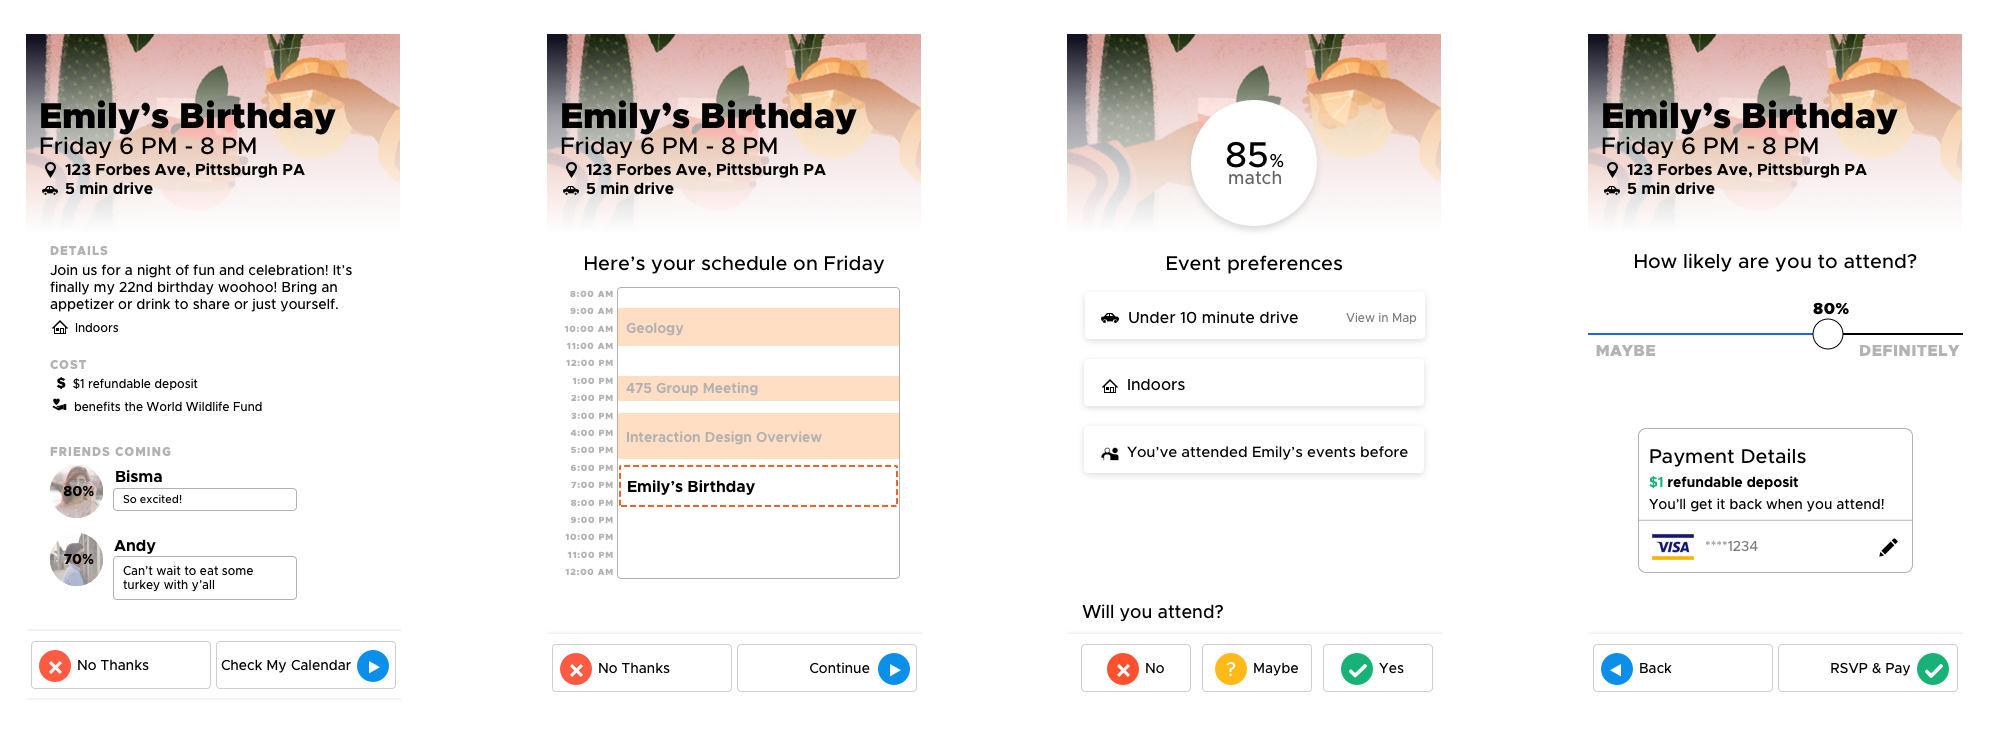 Emily’s Birthday
Friday 6 PM - 8 PM
123 Forbes Ave, Pittsburgh PA
5 min drive
DETAILS
Join us for a night of fun and celebration! It’s
finally my 22nd birthday woohoo! Bring an
appetizer or drink to share or just yourself.
Indoors
COST
$ $1 refundable deposit
benefits the World Wildlife Fund
FRIENDS COMING
80%
Bisma
So excited!
70%
Andy
Can’t wait to eat some
turkey with y’all
No Thanks
Check My Calendar
Emily’s Birthday
Friday 6 PM - 8 PM
123 Forbes Ave, Pittsburgh PA
5 min drive
Here’s your schedule on Friday
8:00 AM
9:00 AM
Geology
10:00 AM
11:00 AM
12:00 PM
1:00 PM
475 Group Meeting
2:00 PM
3:00 PM
4:00 PM
Interaction Design Overview
5:00 PM
6:00 PM
7:00 PM
Emily’s Birthday
8:00 PM
9:00 PM
10:00 PM
11:00 PM
12:00 AM
No Thanks
Continue
85%
match
Event preferences
Under 10 minute drive
View in Map
Indoors
You’ve attended Emily’s events before
Will you attend?
No
? Maybe
Yes
Emily’s Birthday
Friday 6 PM - 8 PM
123 Forbes Ave, Pittsburgh PA
5 min drive
How likely are you to attend?
80%
MAYBE
DEFINITELY
Payment Details
$1 refundable deposit
You’ll get it back when you attend!
VISA
****1234
Back
RSVP & Pay